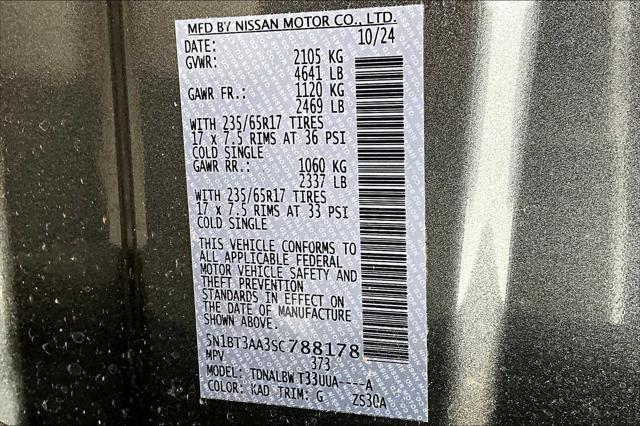 MFD BY NISSAN MOTOR CO., LTD.
DATE: 10/24
GVWR: 2105 KG
4641 LB
GAWR FR.: 1120 KG
2469 LB
WITH 235/65R17 TIRES
17 x 7.5 RIMS AT 36 PSI
COLD SINGLE
GAWR RR.: 1060 KG
2337 LB
WITH 235/65R17 TIRES
17 x 7.5 RIMS AT 33 PSI
COLD SINGLE
THIS VEHICLE CONFORMS TO
ALL APPLICABLE FEDERAL
MOTOR VEHICLE SAFETY AND
THEFT PREVENTION
STANDARDS IN EFFECT ON
THE DATE OF MANUFACTURE
SHOWN ABOVE.
5N1BT3AA3SC788178
MPV 373
MODEL: TDNALBW T33UUA----A
COLOR: KAD TRIM: G ZS30A